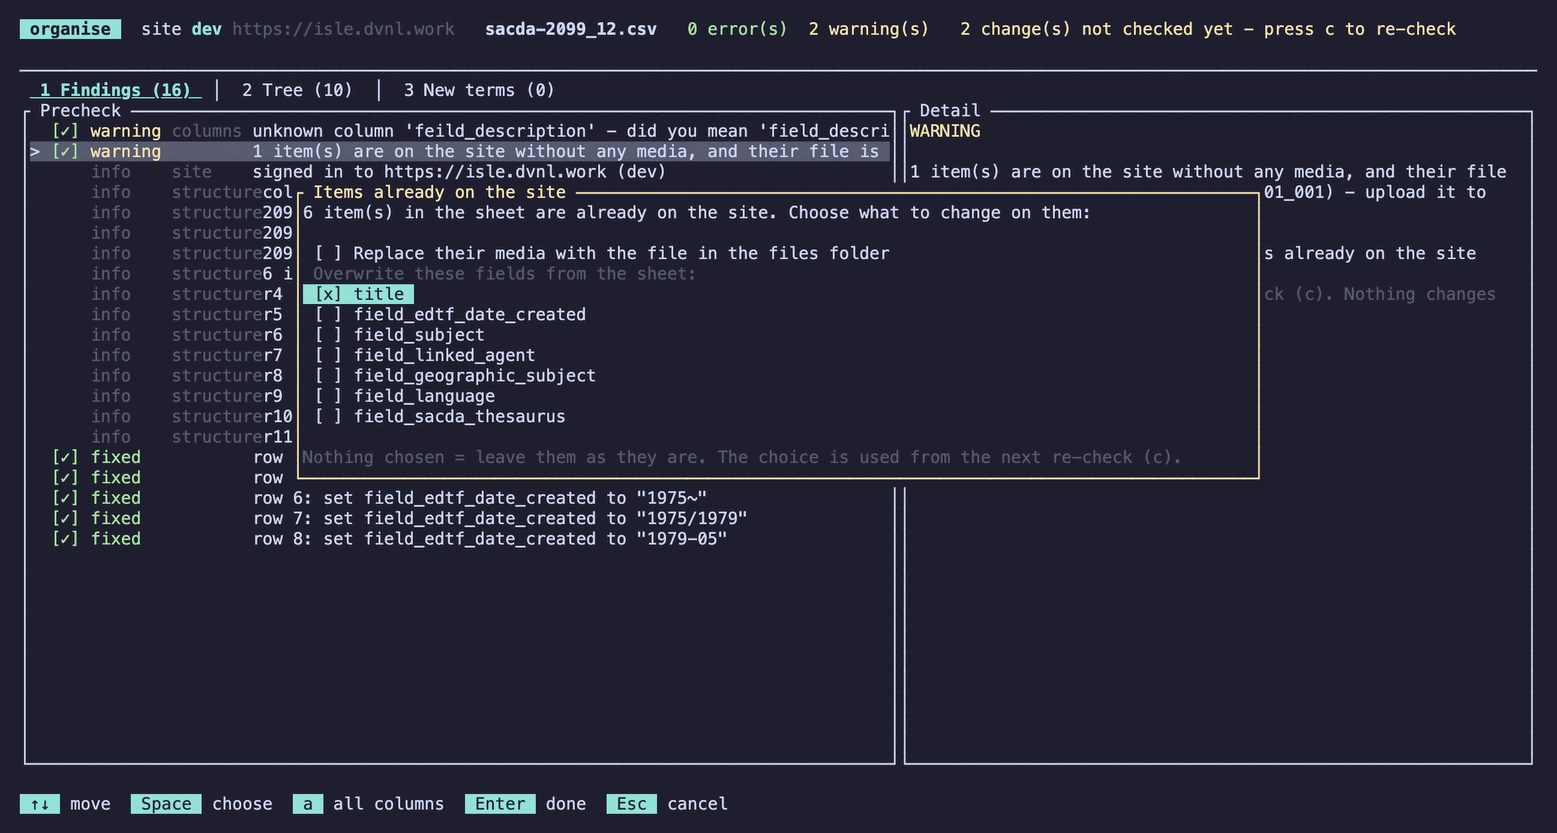 organise site dev https://isle.dvnl.work sacda-2099_12.csv 0 error(s) 2 warning(s) 2 change(s) not checked yet - press c to re-check
1 Findings (16) │ 2 Tree (10) │ 3 New terms (0)
Precheck
[✓] warning columns unknown column 'feild_description' - did you mean 'field_descri
> [✓] warning 1 item(s) are on the site without any media, and their file is
info site signed in to https://isle.dvnl.work (dev)
info structure col
info structure 209
info structure 209
info structure 209
info structure 6 i
info structure r4
info structure r5
info structure r6
info structure r7
info structure r8
info structure r9
info structure r10
info structure r11
[✓] fixed row
[✓] fixed row
[✓] fixed row 6: set field_edtf_date_created to "1975~"
[✓] fixed row 7: set field_edtf_date_created to "1975/1979"
[✓] fixed row 8: set field_edtf_date_created to "1979-05"
Items already on the site
6 item(s) in the sheet are already on the site. Choose what to change on them:
[ ] Replace their media with the file in the files folder
Overwrite these fields from the sheet:
[x] title
[ ] field_edtf_date_created
[ ] field_subject
[ ] field_linked_agent
[ ] field_geographic_subject
[ ] field_language
[ ] field_sacda_thesaurus
Nothing chosen = leave them as they are. The choice is used from the next re-check (c).
Detail
WARNING
1 item(s) are on the site without any media, and their file
01_001) - upload it to
s already on the site
ck (c). Nothing changes
↑↓ move Space choose a all columns Enter done Esc cancel